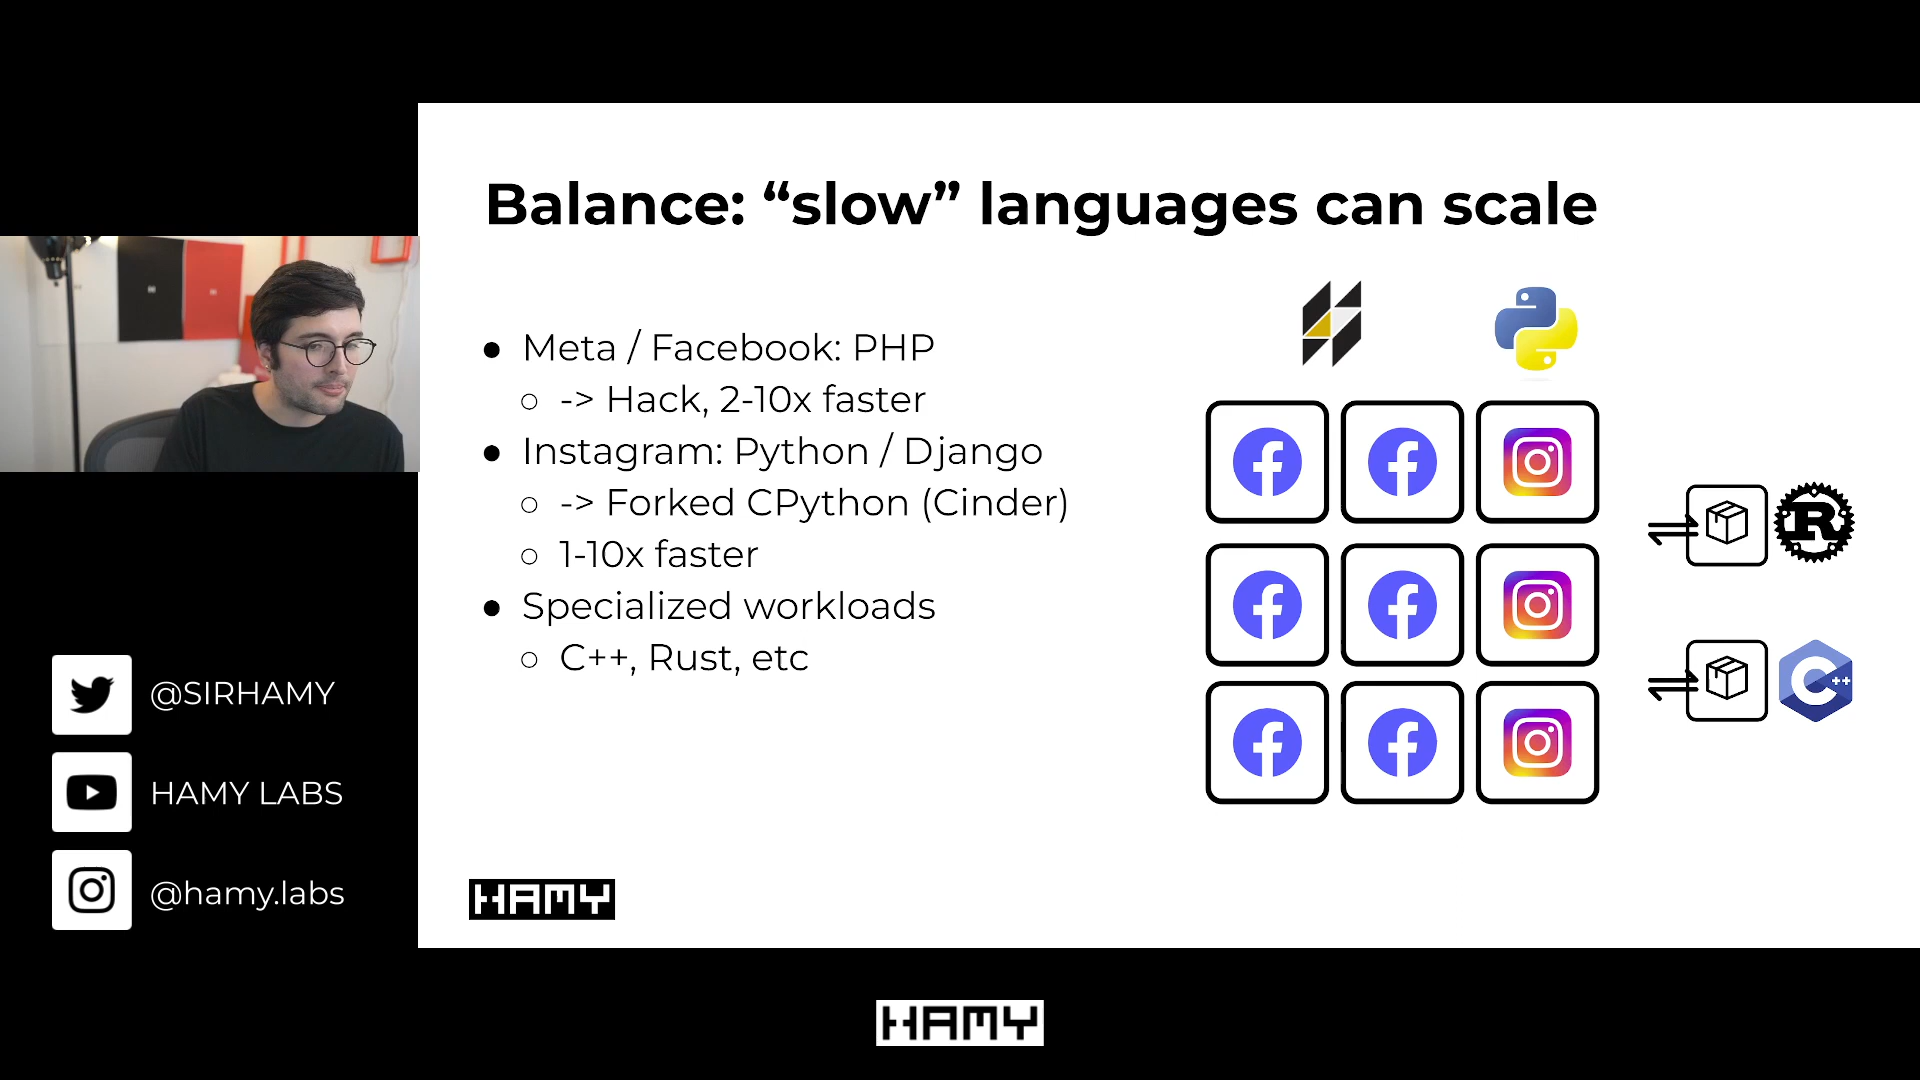 Balance: “slow” languages can scale
● Meta / Facebook: PHP
○ -> Hack, 2-10x faster
● Instagram: Python / Django
○ -> Forked CPython (Cinder)
○ 1-10x faster
● Specialized workloads
○ C++, Rust, etc
R
C++
@SIRHAMY
HAMY LABS
@hamy.labs
HAMY
HAMY